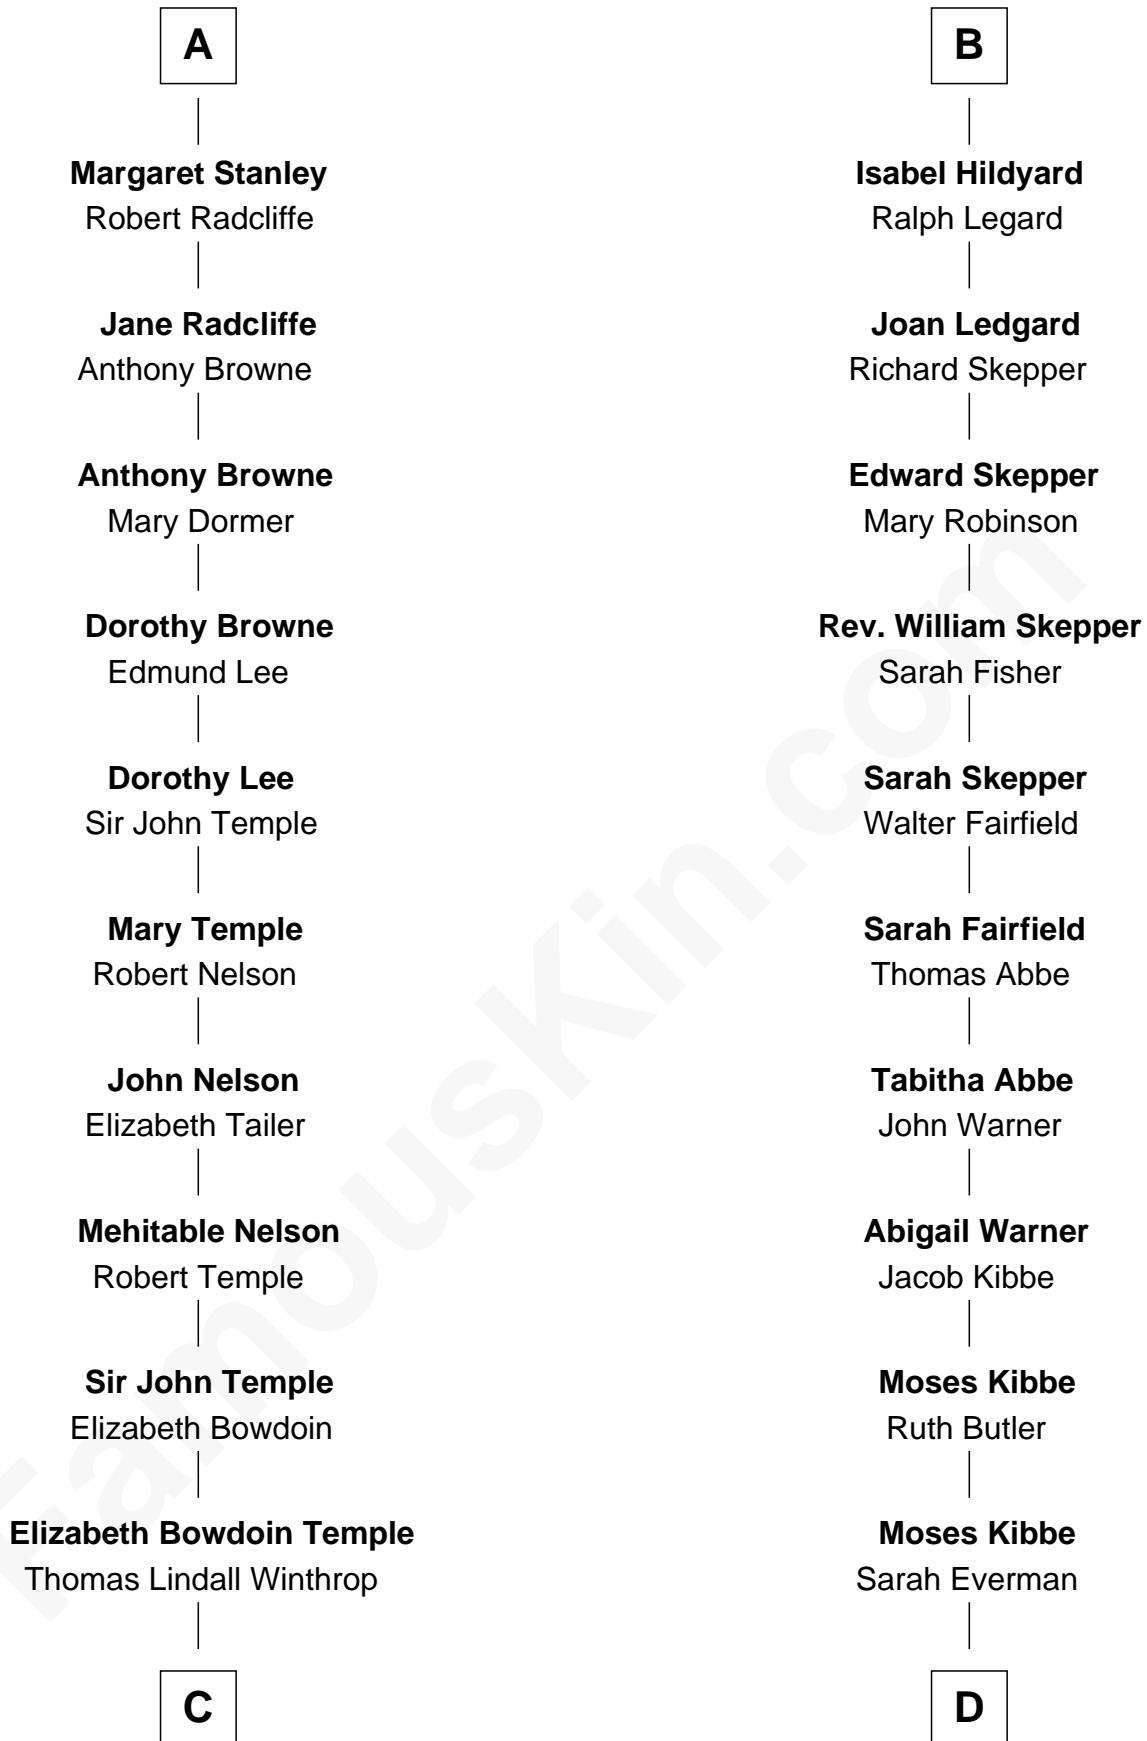 A
Margaret Stanley
Robert Radcliffe
Jane Radcliffe
Anthony Browne
Anthony Browne
Mary Dormer
Dorothy Browne
Edmund Lee
Dorothy Lee
Sir John Temple
Mary Temple
Robert Nelson
John Nelson
Elizabeth Tailer
Mehitable Nelson
Robert Temple
Sir John Temple
Elizabeth Bowdoin
Elizabeth Bowdoin Temple
Thomas Lindall Winthrop
C
B
Isabel Hildyard
Ralph Legard
Joan Ledgard
Richard Skepper
Edward Skepper
Mary Robinson
Rev. William Skepper
Sarah Fisher
Sarah Skepper
Walter Fairfield
Sarah Fairfield
Thomas Abbe
Tabitha Abbe
John Warner
Abigail Warner
Jacob Kibbe
Moses Kibbe
Ruth Butler
Moses Kibbe
Sarah Everman
D
FamousKin.com